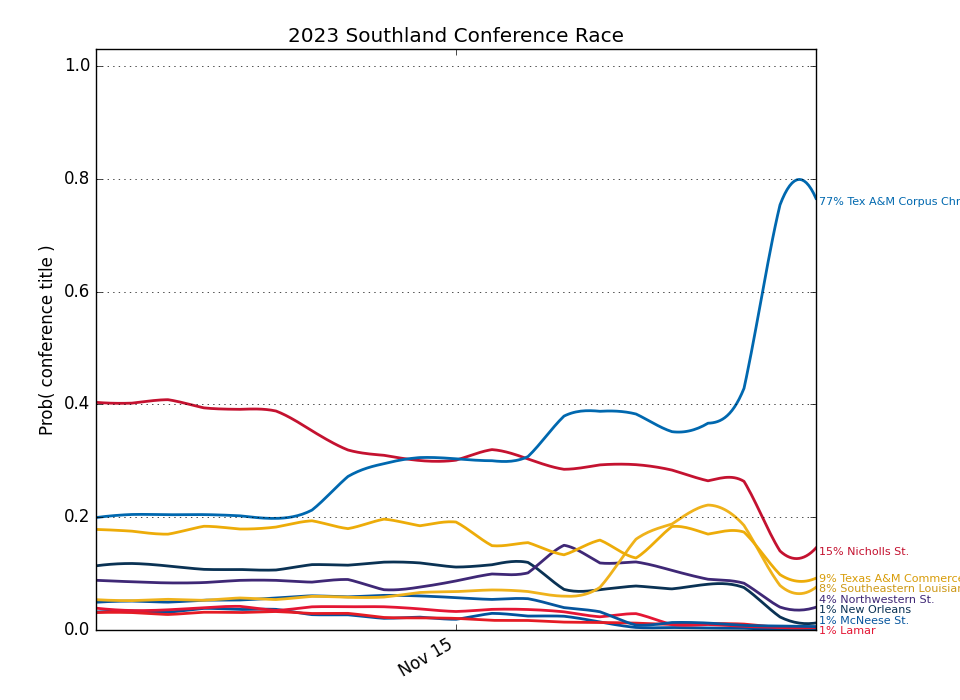 2023 Southland Conference Race
Prob( conference title )
1.0
0.8
0.6
0.4
0.2
0.0
Nov 15
77% Tex A&M Corpus Chr
15% Nicholls St.
9% Texas A&M Commerce
8% Southeastern Louisian
4% Northwestern St.
1% New Orleans
1% McNeese St.
1% Lamar